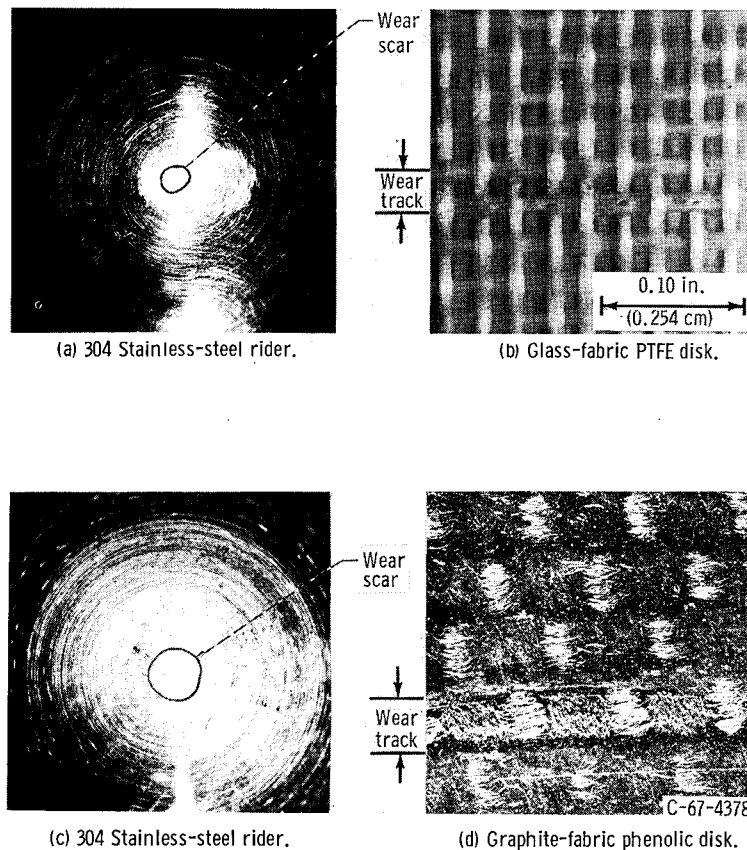 Wear
scar
Wear
track
0.10 in.
(0.254 cm)
(a) 304 Stainless-steel rider.
(b) Glass-fabric PTFE disk.
Wear
scar
Wear
track
C-67-4378
(c) 304 Stainless-steel rider.
(d) Graphite-fabric phenolic disk.